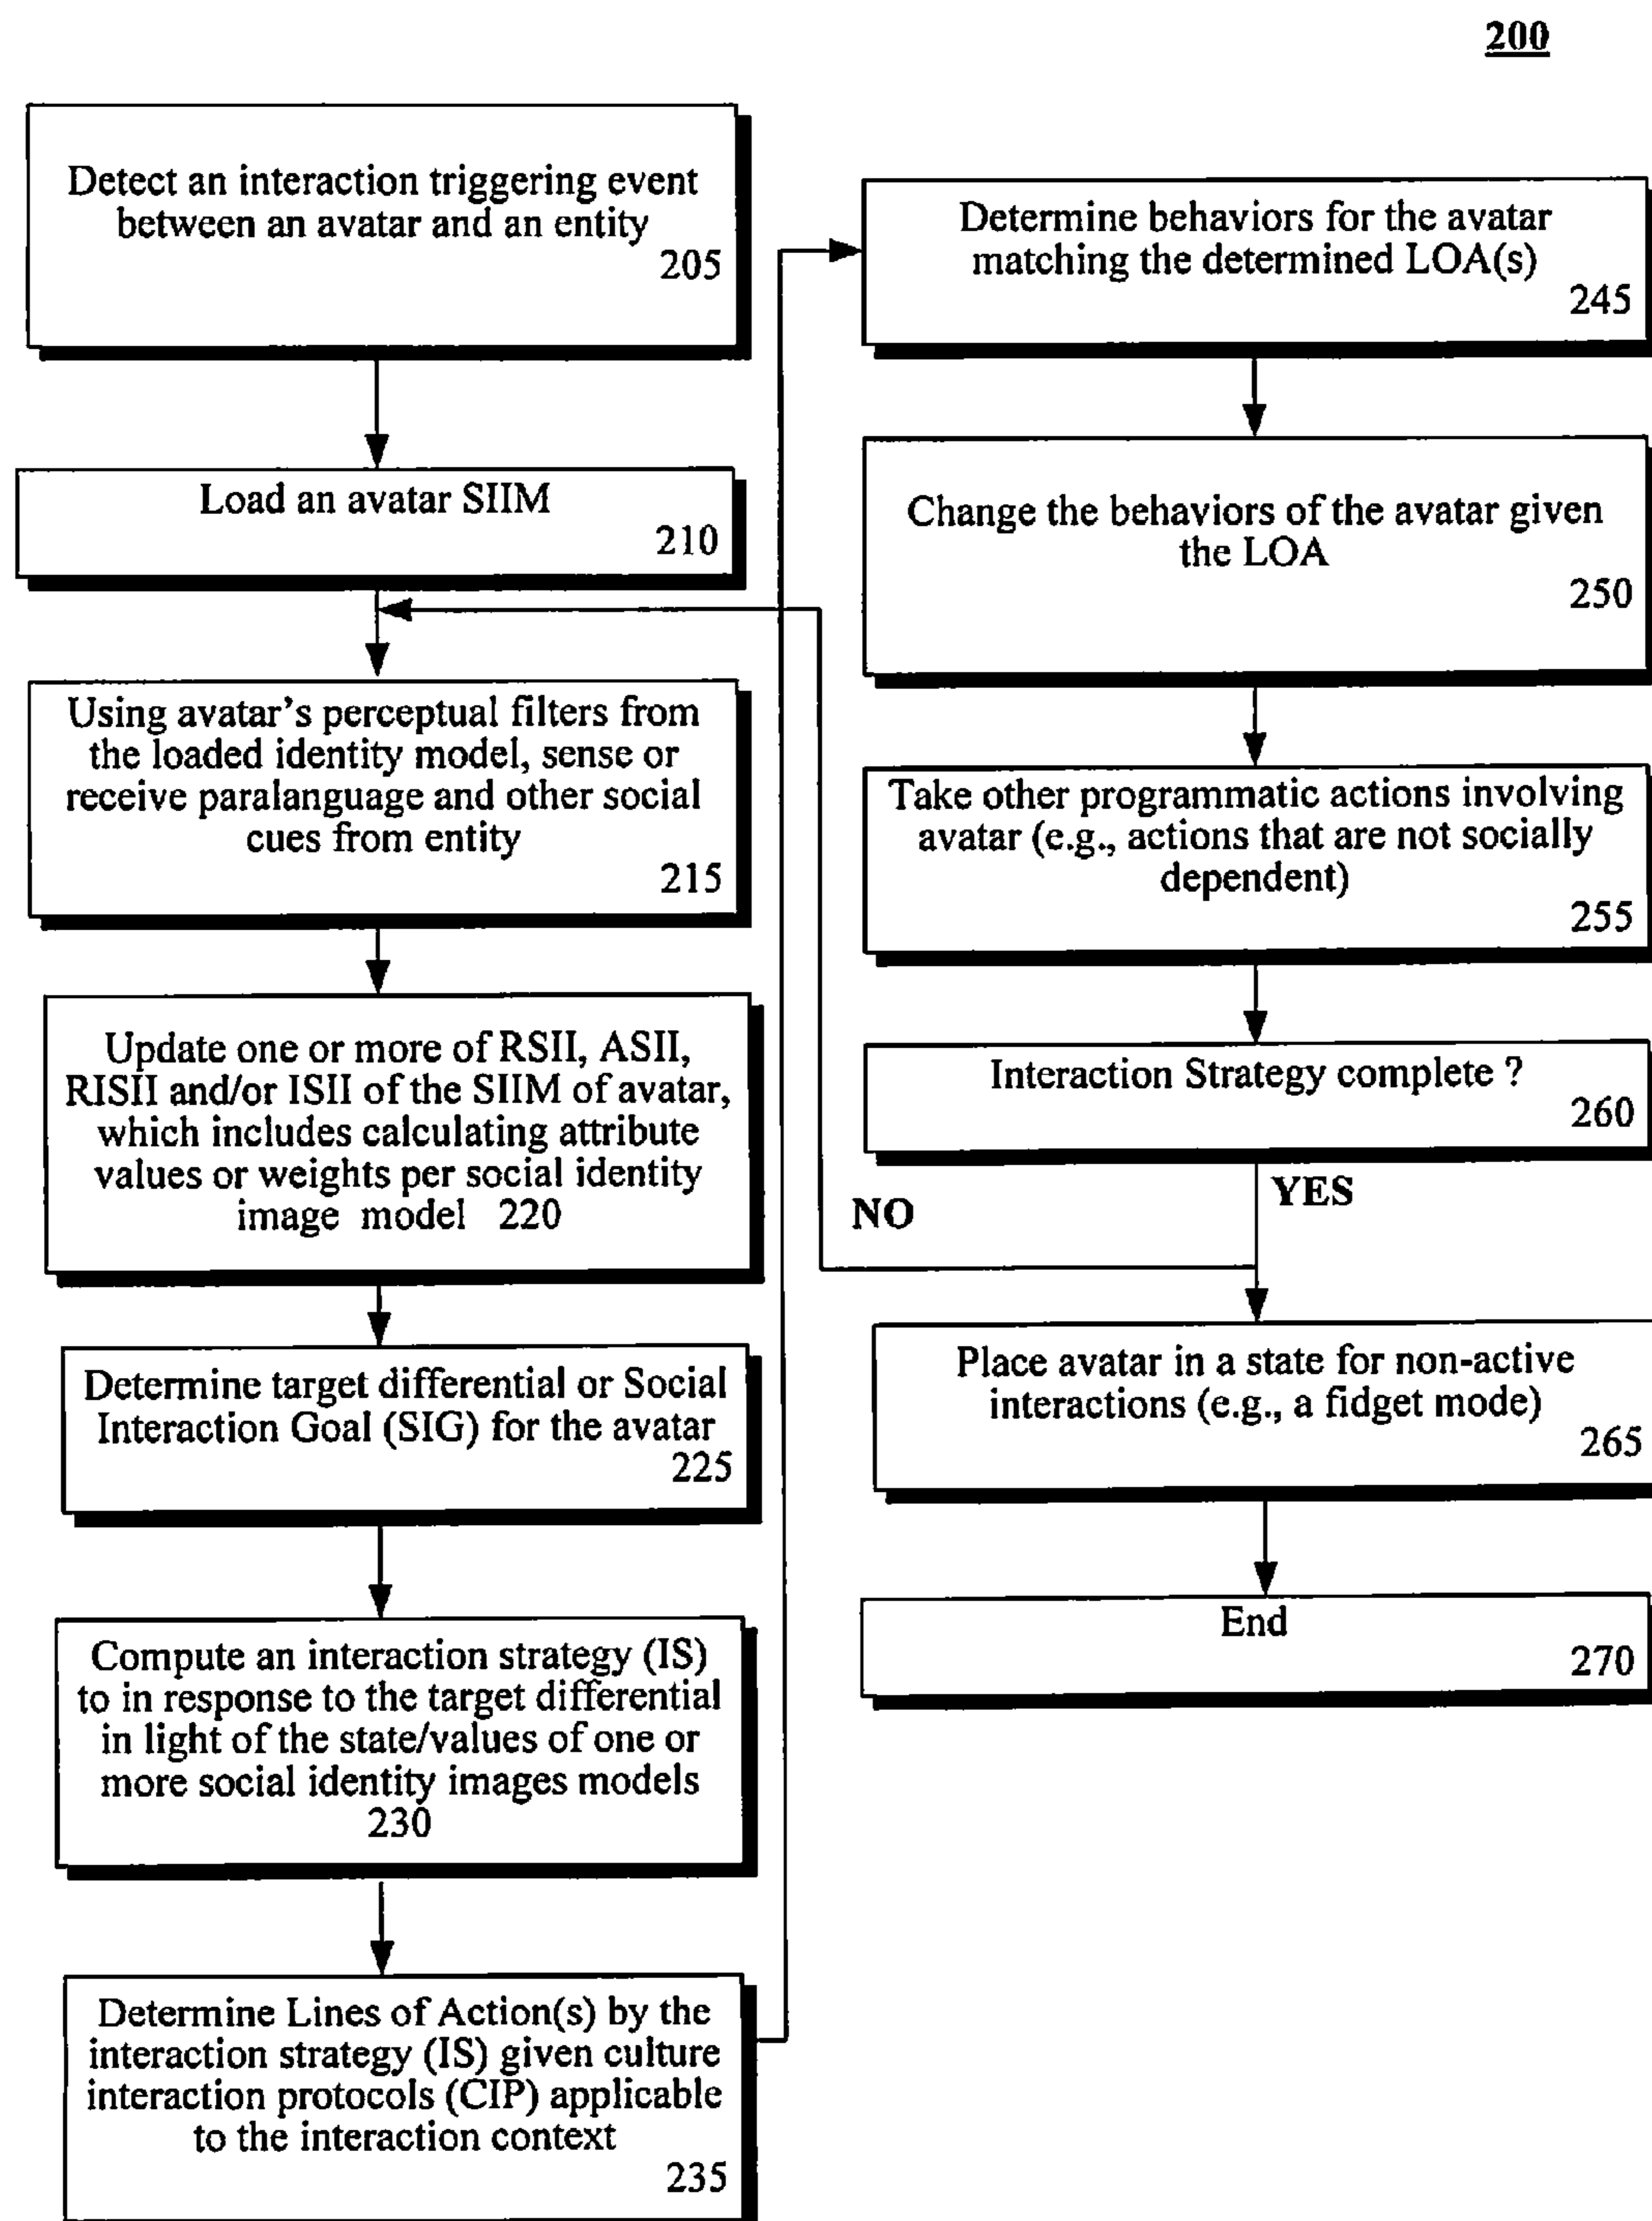 200
Detect an interaction triggering event
between an avatar and an entity
205
Load an avatar SIIM
210
Using avatar's perceptual filters from
the loaded identity model, sense or
receive paralanguage and other social
cues from entity
215
Update one or more of RSII, ASII,
RISII and/or ISII of the SIIM of avatar,
which includes calculating attribute
values or weights per social identity
image model 220
Determine target differential or Social
Interaction Goal (SIG) for the avatar
225
Compute an interaction strategy (IS)
to in response to the target differential
in light of the state/values of one or
more social identity images models
230
Determine Lines of Action(s) by the
interaction strategy (IS) given culture
interaction protocols (CIP) applicable
to the interaction context
235
Determine behaviors for the avatar
matching the determined LOA(s)
245
Change the behaviors of the avatar given
the LOA
250
Take other programmatic actions involving
avatar (e.g., actions that are not socially
dependent)
255
Interaction Strategy complete ?
260
YES
NO
Place avatar in a state for non-active
interactions (e.g., a fidget mode)
265
End
270